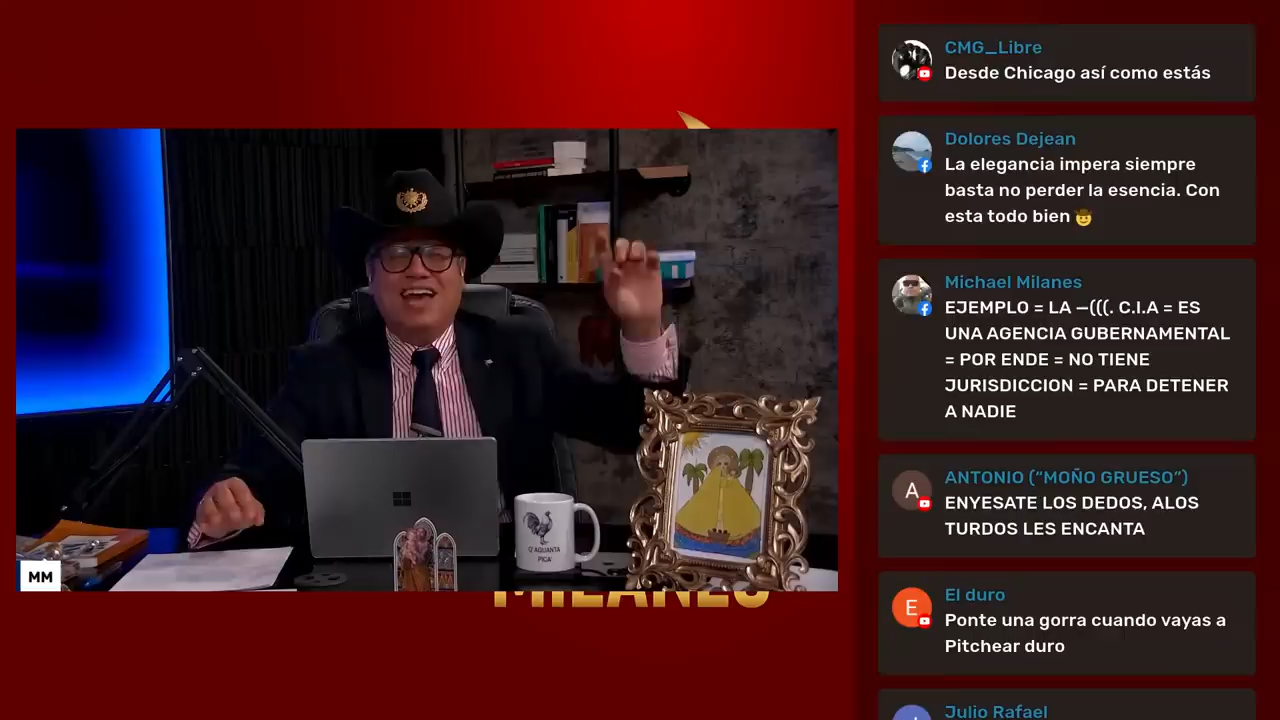 CMG_Libre
Desde Chicago así como estás
Dolores Dejean
La elegancia impera siempre
basta no perder la esencia. Con
esta todo bien 🤠
Michael Milanes
EJEMPLO = LA —(((. C.I.A = ES
UNA AGENCIA GUBERNAMENTAL
= POR ENDE = NO TIENE
JURISDICCION = PARA DETENER
A NADIE
A
ANTONIO (“MOÑO GRUESO”)
ENYESATE LOS DEDOS, ALOS
TURDOS LES ENCANTA
E
El duro
Ponte una gorra cuando vayas a
Pitchear duro
Julio Rafael
Q' AGUANTA
PICA'
MM
MILANES